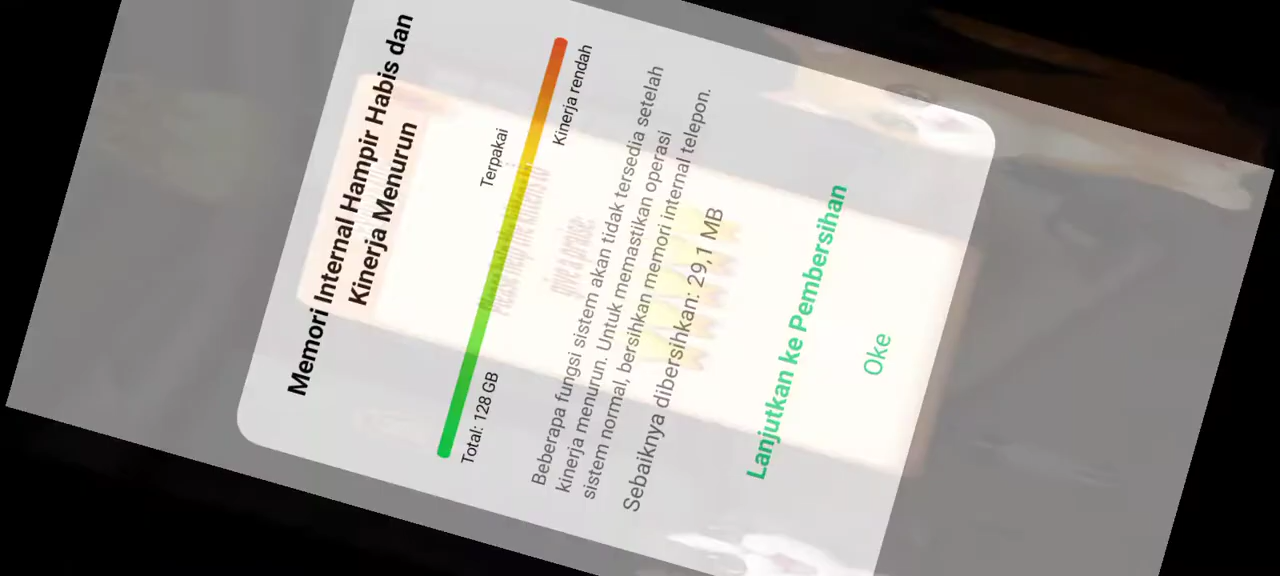 Memori Internal Hampir Habis dan
Kinerja Menurun
Terpakai
Total: 128 GB
Kinerja rendah
Beberapa fungsi sistem akan tidak tersedia setelah
kinerja menurun. Untuk memastikan operasi
sistem normal, bersihkan memori internal telepon.
Sebaiknya dibersihkan: 29,1 MB
Lanjutkan ke Pembersihan
Oke
give a praise